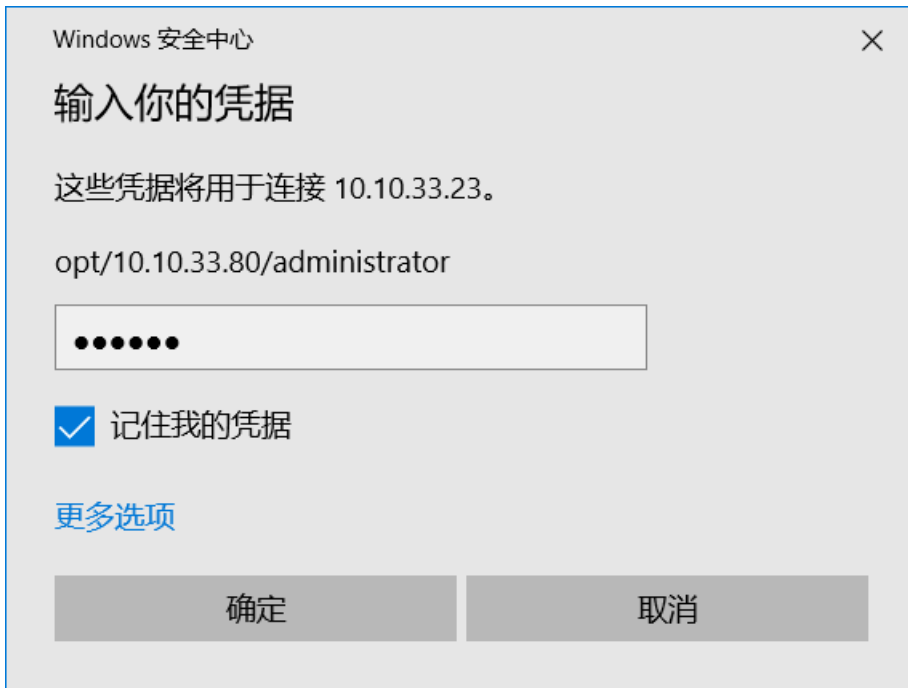 Windows 安全中心
输入你的凭据
这些凭据将用于连接 10.10.33.23。
opt/10.10.33.80/administrator
●●●●●●
记住我的凭据
更多选项
确定
取消